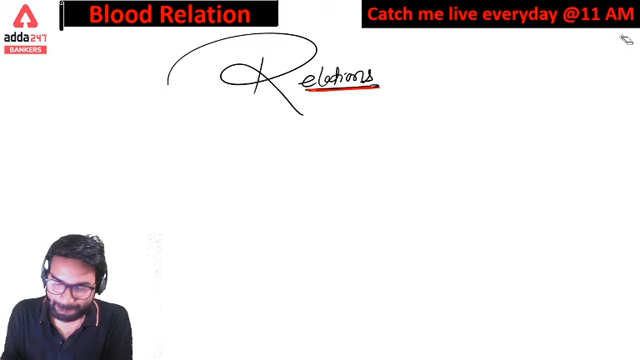 Blood Relation
Catch me live everyday @11 AM
adda247
BANKERS
Relations